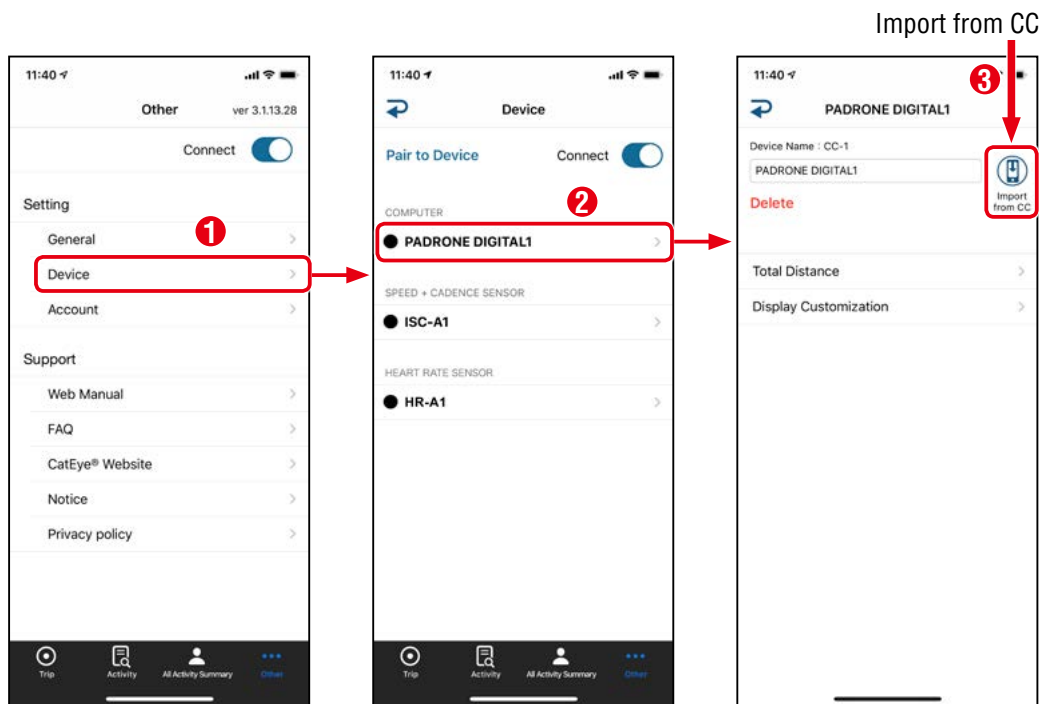 Import from CC
11:40
Other
ver 3.1.13.28
Connect
Setting
General
1
Device
Account
Support
Web Manual
FAQ
CatEye® Website
Notice
Privacy policy
Trip
Activity
All Activity Summary
Other
11:40
Device
Pair to Device
Connect
COMPUTER
2
PADRONE DIGITAL1
SPEED + CADENCE SENSOR
ISC-A1
HEART RATE SENSOR
HR-A1
Trip
Activity
All Activity Summary
Other
11:40
3
PADRONE DIGITAL1
Device Name : CC-1
PADRONE DIGITAL1
Import
from CC
Delete
Total Distance
Display Customization